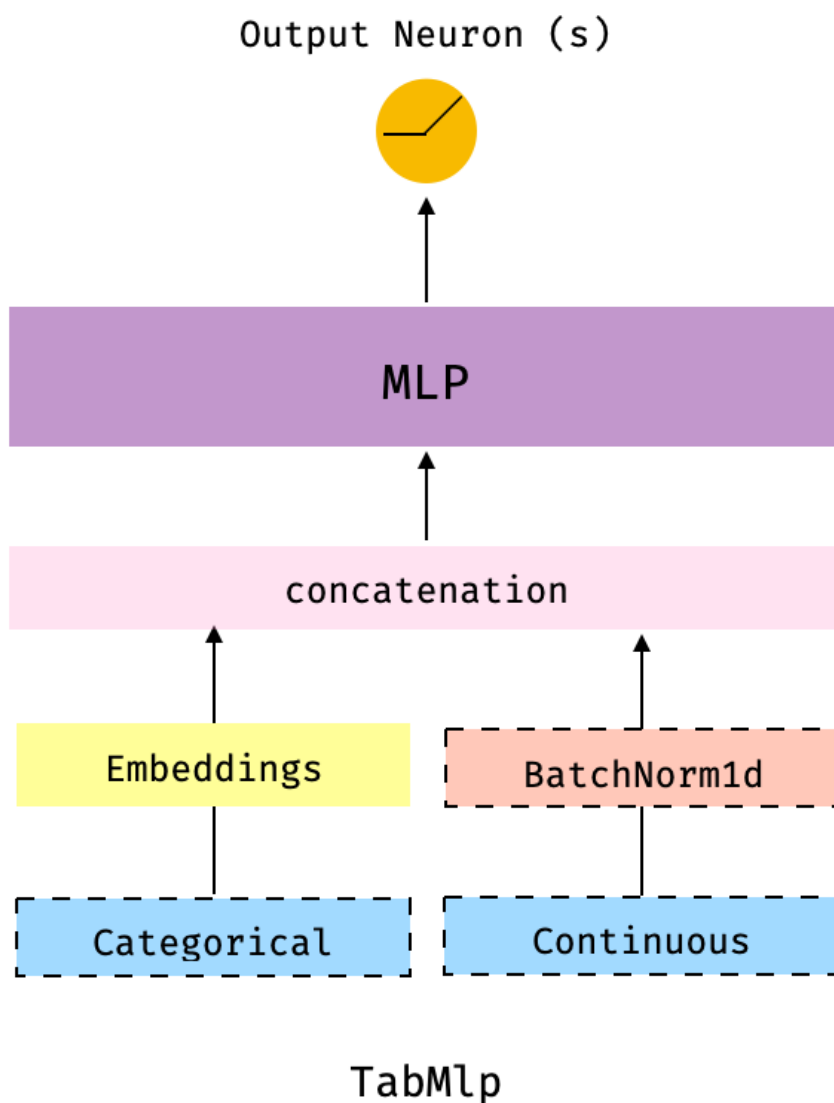 Output Neuron (s)
MLP
concatenation
Embeddings
BatchNorm1d
Categorical
Continuous
TabMlp